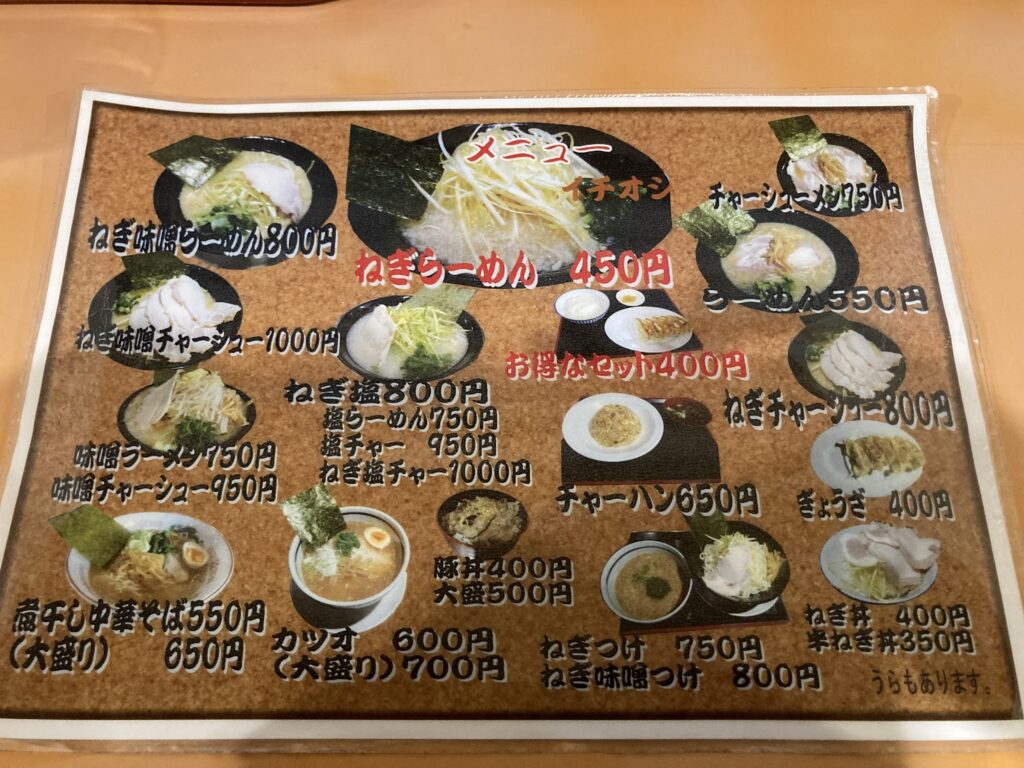 メニュー
イチオシ
ねぎらーめん 450円
ねぎ味噌らーめん800円
チャーシューメン750円
らーめん550円
ねぎ味噌チャーシュー1000円
ねぎ塩800円
塩らーめん750円
塩チャー 950円
ねぎ塩チャー1000円
お得なセット400円
ねぎチャーシュー800円
味噌ラーメン750円
味噌チャーシュー950円
チャーハン650円
ぎょうざ 400円
煮干し中華そば550円
(大盛り) 650円
カツオ 600円
(大盛り)700円
豚丼400円
大盛500円
ねぎつけ 750円
ねぎ味噌つけ 800円
ねぎ丼 400円
半ねぎ丼350円
うらもあります。